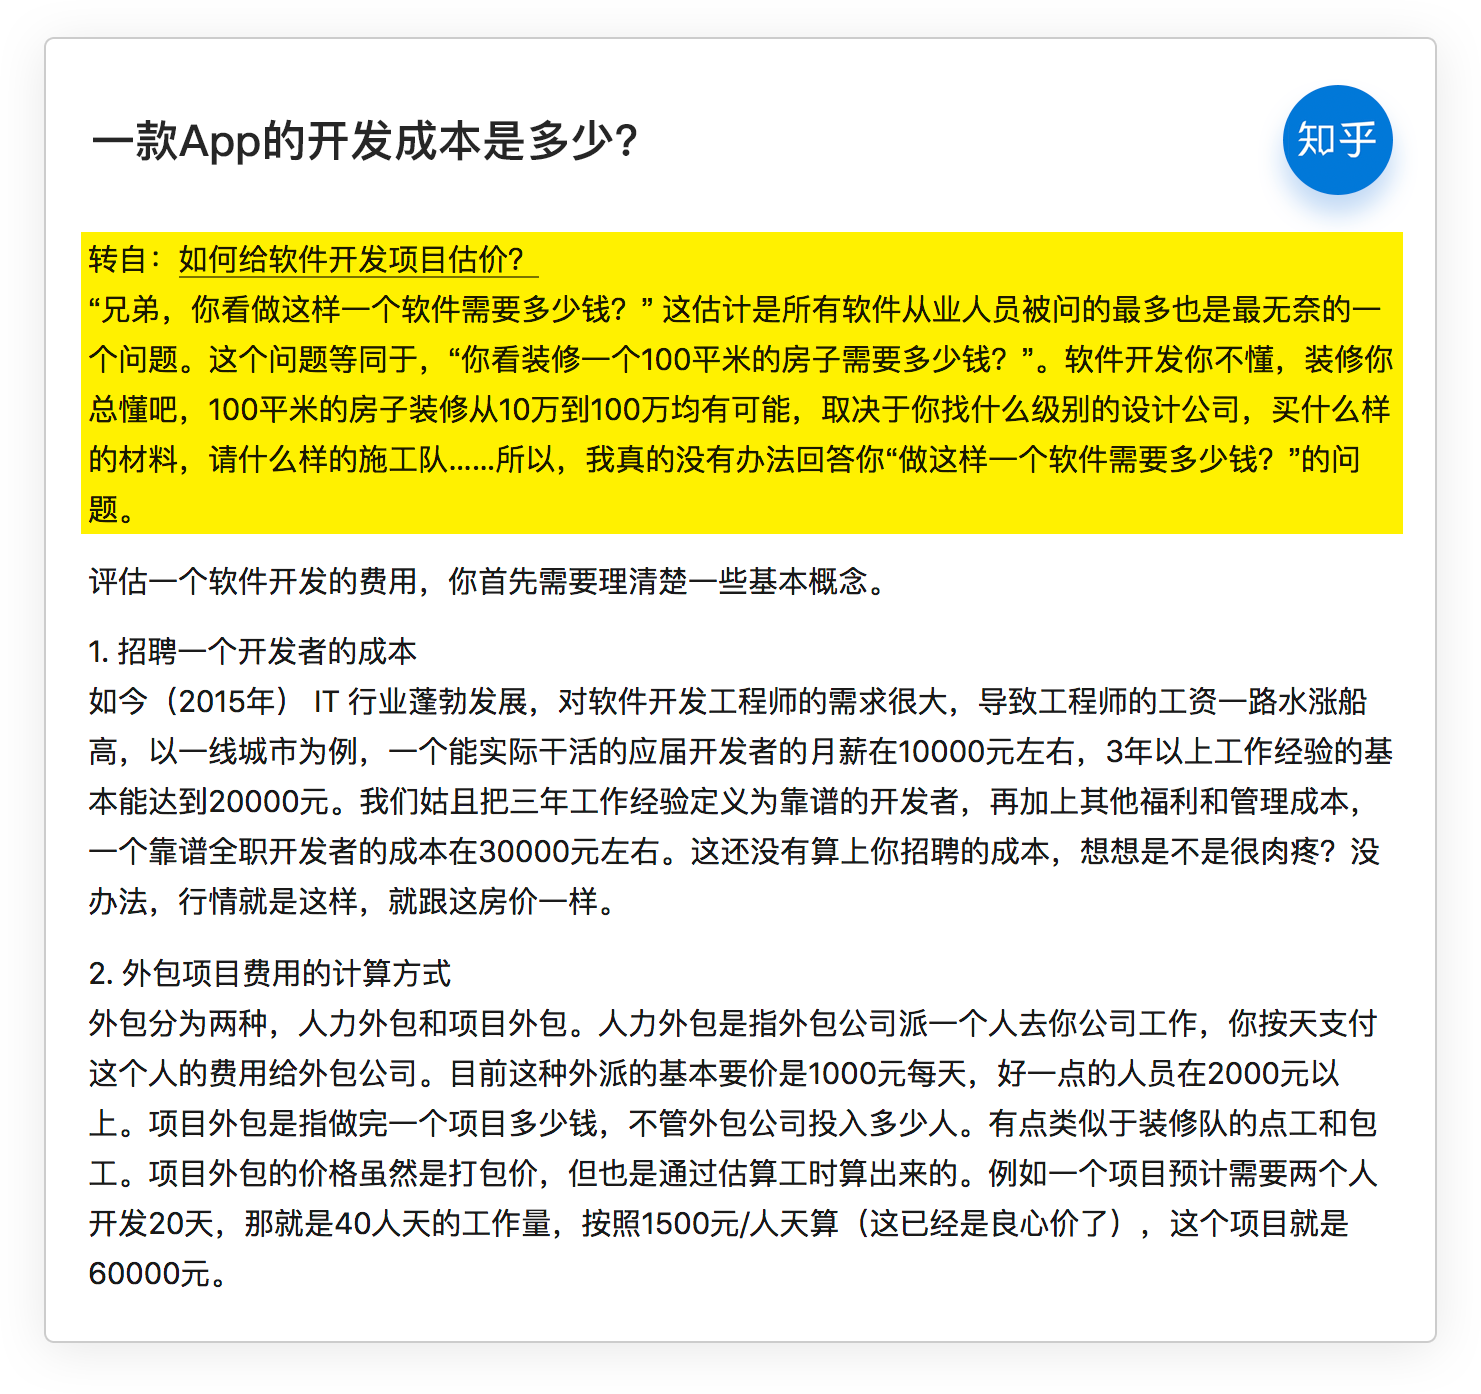 一款App的开发成本是多少?
知乎
转自：如何给软件开发项目估价?
“兄弟，你看做这样一个软件需要多少钱？” 这估计是所有软件从业人员被问的最多也是最无奈的一
个问题。这个问题等同于，“你看装修一个100平米的房子需要多少钱？”。软件开发你不懂，装修你
总懂吧，100平米的房子装修从10万到100万均有可能，取决于你找什么级别的设计公司，买什么样
的材料，请什么样的施工队……所以，我真的没有办法回答你“做这样一个软件需要多少钱？”的问
题。
评估一个软件开发的费用，你首先需要理清楚一些基本概念。
1. 招聘一个开发者的成本
如今（2015年） IT 行业蓬勃发展，对软件开发工程师的需求很大，导致工程师的工资一路水涨船
高，以一线城市为例，一个能实际干活的应届开发者的月薪在10000元左右，3年以上工作经验的基
本能达到20000元。我们姑且把三年工作经验定义为靠谱的开发者，再加上其他福利和管理成本，
一个靠谱全职开发者的成本在30000元左右。这还没有算上你招聘的成本，想想是不是很肉疼？没
办法，行情就是这样，就跟这房价一样。
2. 外包项目费用的计算方式
外包分为两种，人力外包和项目外包。人力外包是指外包公司派一个人去你公司工作，你按天支付
这个人的费用给外包公司。目前这种外派的基本要价是1000元每天，好一点的人员在2000元以
上。项目外包是指做完一个项目多少钱，不管外包公司投入多少人。有点类似于装修队的点工和包
工。项目外包的价格虽然是打包价，但也是通过估算工时算出来的。例如一个项目预计需要两个人
开发20天，那就是40人天的工作量，按照1500元/人天算（这已经是良心价了），这个项目就是
60000元。